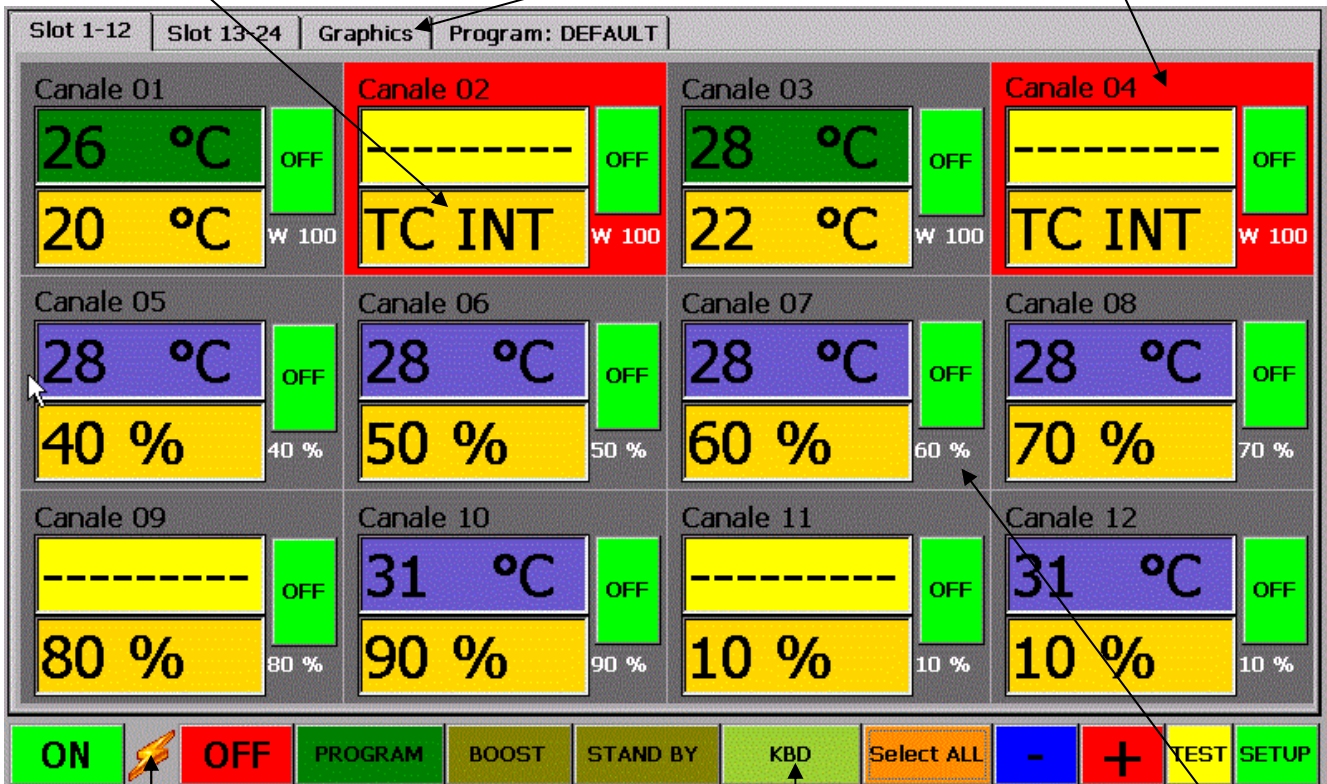 Slot 1-12 Slot 13-24 Graphics Program: DEFAULT
Canale 01 Canale 02 Canale 03 Canale 04
26 °C OFF --------- OFF 28 °C OFF --------- OFF
20 °C W 100 TC INT W 100 22 °C W 100 TC INT W 100
Canale 05 Canale 06 Canale 07 Canale 08
28 °C OFF 28 °C OFF 28 °C OFF 28 °C OFF
40 % 40 % 50 % 50 % 60 % 60 % 70 % 70 %
Canale 09 Canale 10 Canale 11 Canale 12
--------- OFF 31 °C OFF --------- OFF 31 °C OFF
80 % 80 % 90 % 90 % 10 % 10 % 10 % 10 %
ON OFF PROGRAM BOOST STAND BY KBD Select ALL - + TEST SETUP